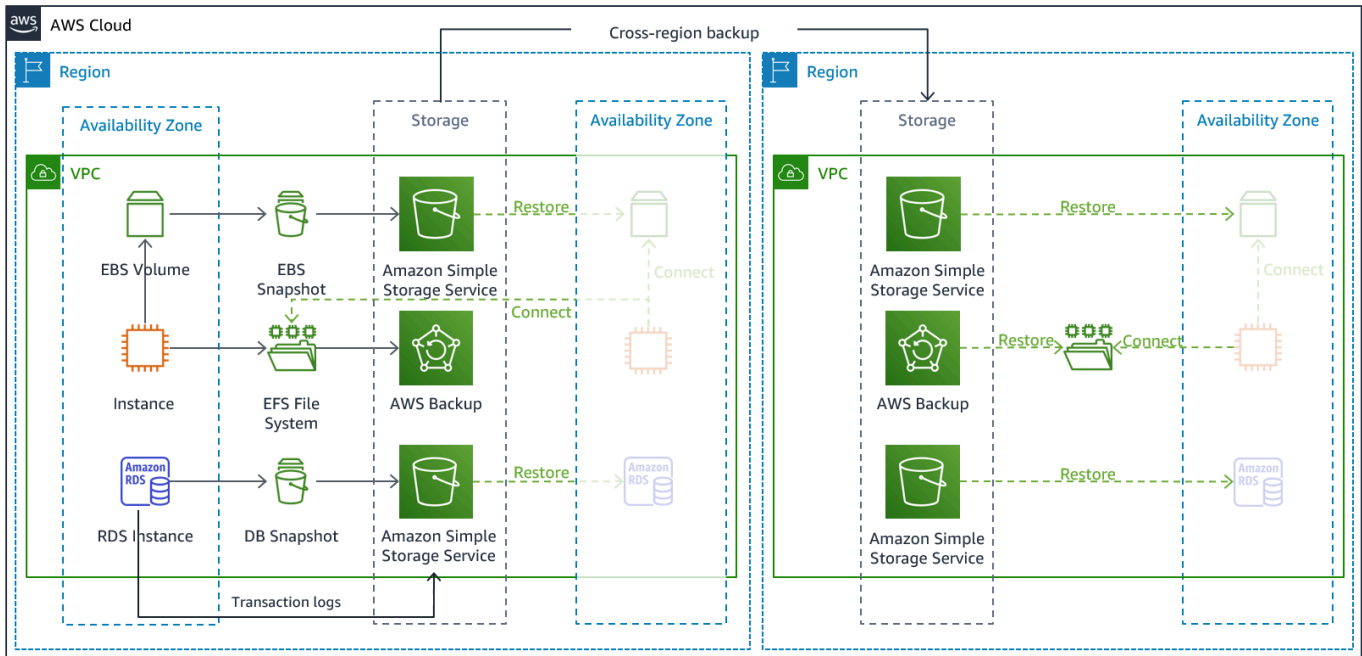 aws
AWS Cloud
Cross-region backup
Region
Availability Zone
Storage
Availability Zone
VPC
Restore
EBS Volume
EBS
Snapshot
Amazon Simple
Storage Service
Connect
Connect
Instance
EFS File
System
AWS Backup
Amazon
RDS
Restore
Amazon
RDS
RDS Instance
DB Snapshot
Amazon Simple
Storage Service
Transaction logs
Region
Storage
Availability Zone
VPC
Restore
Amazon Simple
Storage Service
Connect
Restore
Connect
AWS Backup
Restore
Amazon
RDS
Amazon Simple
Storage Service